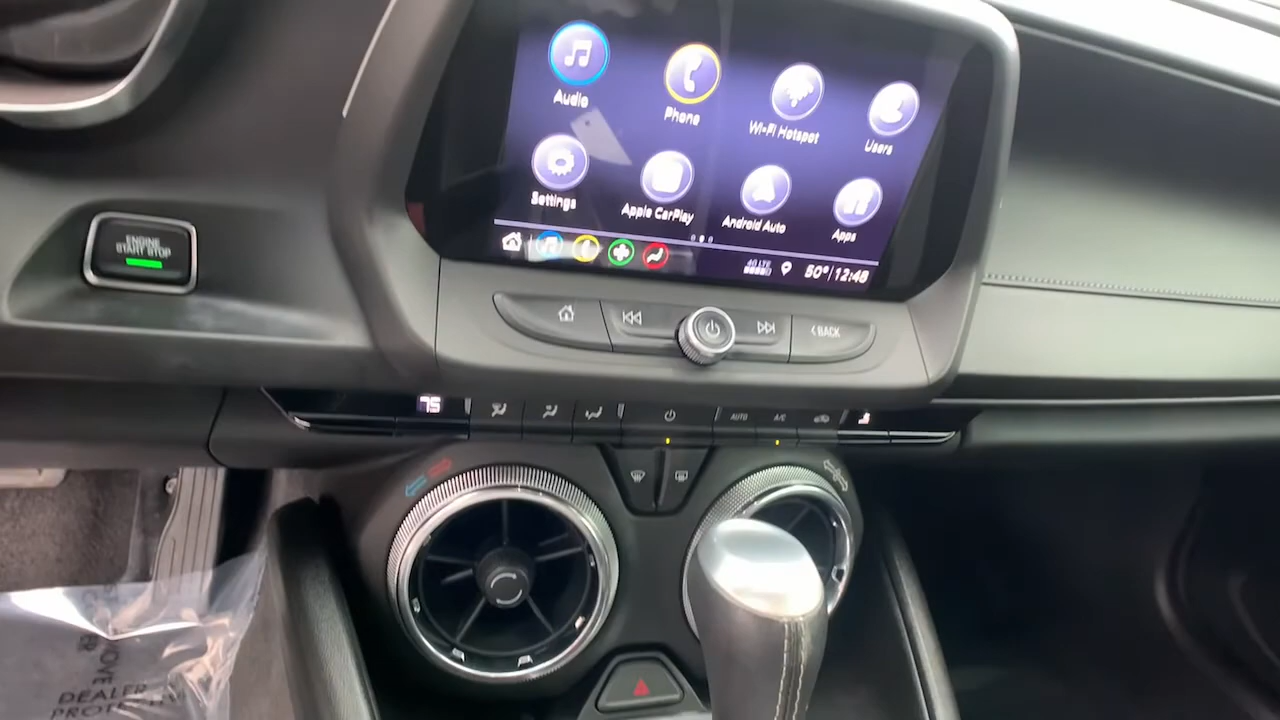 Audio
Phone
Wi-Fi Hotspot
Users
Settings
Apple CarPlay
Android Auto
Apps
4G LTE
50° 12:48
ENGINE
START STOP
BACK
75
AUTO
A/C
DEALER